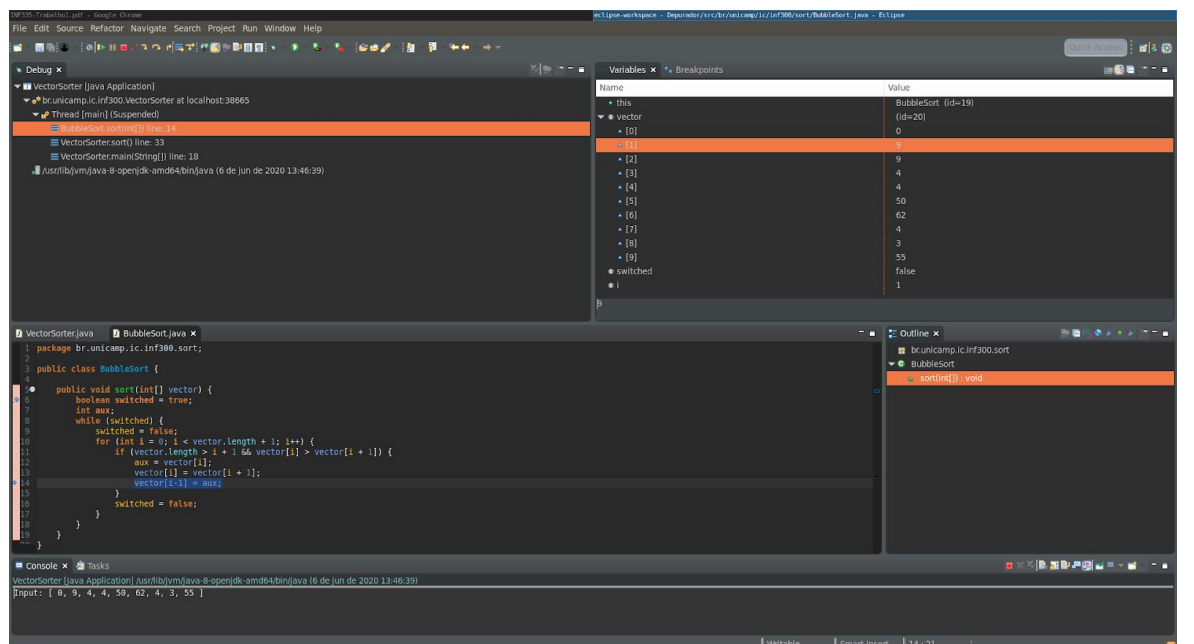 INF335-Trabalho1.pdf - Google Chrome
eclipse-workspace - Depurador/src/br/unicamp/ic/inf300/sort/BubbleSort.java - Eclipse
File Edit Source Refactor Navigate Search Project Run Window Help
Quick Access
Debug
VectorSorter [Java Application]
br.unicamp.ic.inf300.VectorSorter at localhost:38665
Thread [main] (Suspended)
BubbleSort.sort(int[]) line: 14
VectorSorter.sort() line: 33
VectorSorter.main(String[]) line: 18
/usr/lib/jvm/java-8-openjdk-amd64/bin/java (6 de jun de 2020 13:46:39)
Variables Breakpoints
Name Value
this BubbleSort (id=19)
vector (id=20)
[0] 0
[1] 9
[2] 9
[3] 4
[4] 4
[5] 50
[6] 62
[7] 4
[8] 3
[9] 55
switched false
i 1
9
VectorSorter.java BubbleSort.java
1 package br.unicamp.ic.inf300.sort;
2
3 public class BubbleSort {
4
5 public void sort(int[] vector) {
6 boolean switched = true;
7 int aux;
8 while (switched) {
9 switched = false;
10 for (int i = 0; i < vector.length + 1; i++) {
11 if (vector.length > i + 1 && vector[i] > vector[i + 1]) {
12 aux = vector[i];
13 vector[i] = vector[i + 1];
14 vector[i-1] = aux;
15 }
16 switched = false;
17 }
18 }
19 }
}
Outline
br.unicamp.ic.inf300.sort
BubbleSort
sort(int[]) : void
Console Tasks
VectorSorter [Java Application] /usr/lib/jvm/java-8-openjdk-amd64/bin/java (6 de jun de 2020 13:46:39)
Input: [ 0, 9, 4, 4, 50, 62, 4, 3, 55 ]
Writable Smart Insert 14 : 21